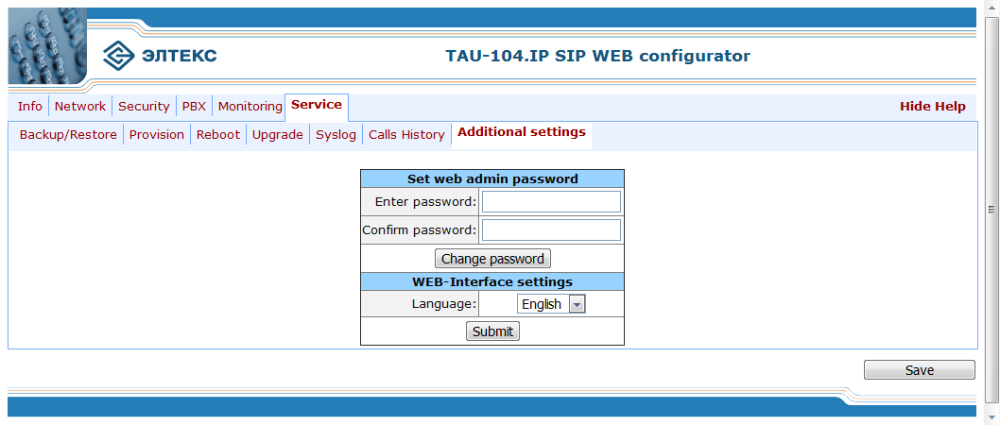 ЭЛТЕКС
TAU-104.IP SIP WEB configurator
Info Network Security PBX Monitoring Service Hide Help
Backup/Restore Provision Reboot Upgrade Syslog Calls History Additional settings
Set web admin password
Enter password:
Confirm password:
Change password
WEB-Interface settings
Language: English
Submit
Save